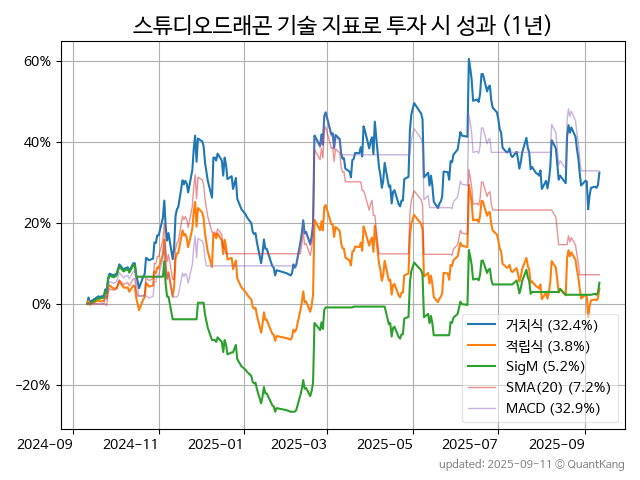 스튜디오드래곤 기술 지표로 투자 시 성과 (1년)
60%
40%
20%
0%
−20%
거치식 (32.4%)
적립식 (3.8%)
SigM (5.2%)
SMA(20) (7.2%)
MACD (32.9%)
2024−09 2024−11 2025−01 2025−03 2025−05 2025−07 2025−09
updated: 2025−09−11 ⓒ QuantKang